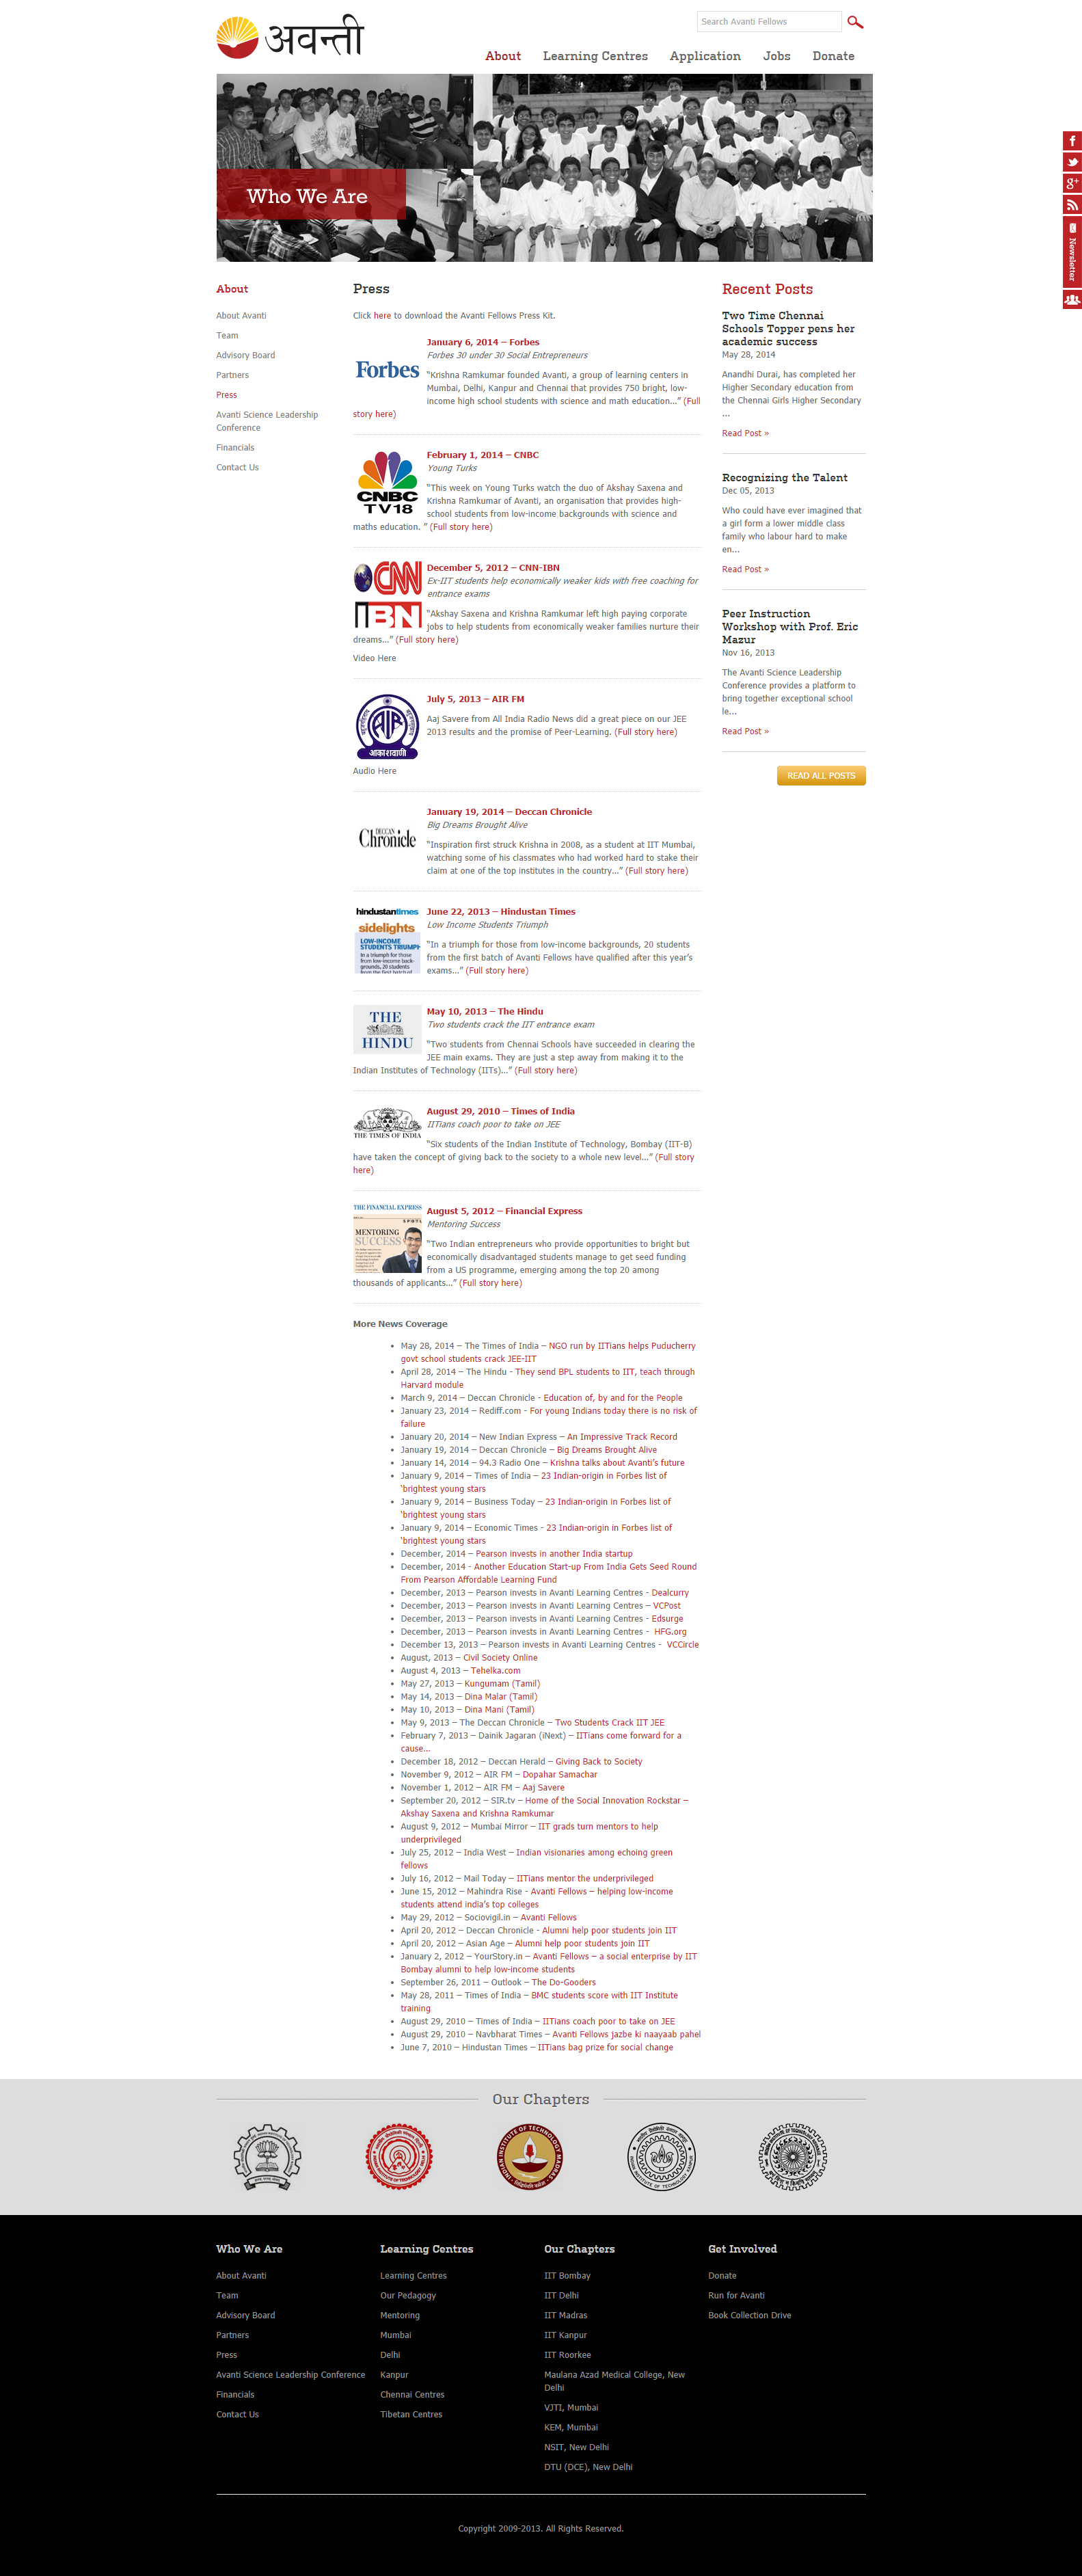 अवन्ती
Search Avanti Fellows
About
Learning Centres
Application
Jobs
Donate
Who We Are
Newsletter
About
About Avanti
Team
Advisory Board
Partners
Press
Avanti Science Leadership
Conference
Financials
Contact Us
Press
Click here to download the Avanti Fellows Press Kit.
Forbes
January 6, 2014 – Forbes
Forbes 30 under 30 Social Entrepreneurs
“Krishna Ramkumar founded Avanti, a group of learning centers in
Mumbai, Delhi, Kanpur and Chennai that provides 750 bright, low-
income high school students with science and math education…” (Full
story here)
CNBC
TV18
February 1, 2014 – CNBC
Young Turks
“This week on Young Turks watch the duo of Akshay Saxena and
Krishna Ramkumar of Avanti, an organisation that provides high-
school students from low-income backgrounds with science and
maths education. ” (Full story here)
CNN
IBN
December 5, 2012 – CNN-IBN
Ex-IIT students help economically weaker kids with free coaching for
entrance exams
“Akshay Saxena and Krishna Ramkumar left high paying corporate
jobs to help students from economically weaker families nurture their
dreams…” (Full story here)
Video Here
AIR
आकाशवाणी
July 5, 2013 – AIR FM
Aaj Savere from All India Radio News did a great piece on our JEE
2013 results and the promise of Peer-Learning. (Full story here)
Audio Here
DECCAN
Chronicle
January 19, 2014 – Deccan Chronicle
Big Dreams Brought Alive
“Inspiration first struck Krishna in 2008, as a student at IIT Mumbai,
watching some of his classmates who had worked hard to stake their
claim at one of the top institutes in the country…” (Full story here)
hindustantimes
sidelights
LOW-INCOME
STUDENTS TRIUMPH
In a triumph for those
from low-income back-
grounds, 20 students
from the first batch of
June 22, 2013 – Hindustan Times
Low Income Students Triumph
“In a triumph for those from low-income backgrounds, 20 students
from the first batch of Avanti Fellows have qualified after this year’s
exams…” (Full story here)
THE
HINDU
May 10, 2013 – The Hindu
Two students crack the IIT entrance exam
“Two students from Chennai Schools have succeeded in clearing the
JEE main exams. They are just a step away from making it to the
Indian Institutes of Technology (IITs)…” (Full story here)
THE TIMES OF INDIA
August 29, 2010 – Times of India
IITians coach poor to take on JEE
“Six students of the Indian Institute of Technology, Bombay (IIT-B)
have taken the concept of giving back to the society to a whole new level…” (Full story
here)
THE FINANCIAL EXPRESS
MENTORING
SUCCESS
August 5, 2012 – Financial Express
Mentoring Success
“Two Indian entrepreneurs who provide opportunities to bright but
economically disadvantaged students manage to get seed funding
from a US programme, emerging among the top 20 among
thousands of applicants…” (Full story here)
More News Coverage
• May 28, 2014 – The Times of India – NGO run by IITians helps Puducherry
govt school students crack JEE-IIT
• April 28, 2014 – The Hindu - They send BPL students to IIT, teach through
Harvard module
• March 9, 2014 – Deccan Chronicle - Education of, by and for the People
• January 23, 2014 – Rediff.com - For young Indians today there is no risk of
failure
• January 20, 2014 – New Indian Express – An Impressive Track Record
• January 19, 2014 – Deccan Chronicle – Big Dreams Brought Alive
• January 14, 2014 – 94.3 Radio One – Krishna talks about Avanti’s future
• January 9, 2014 – Times of India – 23 Indian-origin in Forbes list of
‘brightest young stars
• January 9, 2014 – Business Today – 23 Indian-origin in Forbes list of
‘brightest young stars
• January 9, 2014 – Economic Times - 23 Indian-origin in Forbes list of
‘brightest young stars
• December, 2014 – Pearson invests in another India startup
• December, 2014 - Another Education Start-up From India Gets Seed Round
From Pearson Affordable Learning Fund
• December, 2013 – Pearson invests in Avanti Learning Centres - Dealcurry
• December, 2013 – Pearson invests in Avanti Learning Centres – VCPost
• December, 2013 – Pearson invests in Avanti Learning Centres - Edsurge
• December, 2013 – Pearson invests in Avanti Learning Centres - HFG.org
• December 13, 2013 – Pearson invests in Avanti Learning Centres - VCCircle
• August, 2013 – Civil Society Online
• August 4, 2013 – Tehelka.com
• May 27, 2013 – Kungumam (Tamil)
• May 14, 2013 – Dina Malar (Tamil)
• May 10, 2013 – Dina Mani (Tamil)
• May 9, 2013 – The Deccan Chronicle – Two Students Crack IIT JEE
• February 7, 2013 – Dainik Jagaran (iNext) – IITians come forward for a
cause…
• December 18, 2012 – Deccan Herald – Giving Back to Society
• November 9, 2012 – AIR FM – Dopahar Samachar
• November 1, 2012 – AIR FM – Aaj Savere
• September 20, 2012 – SIR.tv – Home of the Social Innovation Rockstar –
Akshay Saxena and Krishna Ramkumar
• August 9, 2012 – Mumbai Mirror – IIT grads turn mentors to help
underprivileged
• July 25, 2012 – India West – Indian visionaries among echoing green
fellows
• July 16, 2012 – Mail Today – IITians mentor the underprivileged
• June 15, 2012 – Mahindra Rise - Avanti Fellows – helping low-income
students attend india’s top colleges
• May 29, 2012 – Sociovigil.in – Avanti Fellows
• April 20, 2012 – Deccan Chronicle - Alumni help poor students join IIT
• April 20, 2012 – Asian Age – Alumni help poor students join IIT
• January 2, 2012 – YourStory.in – Avanti Fellows – a social enterprise by IIT
Bombay alumni to help low-income students
• September 26, 2011 – Outlook – The Do-Gooders
• May 28, 2011 – Times of India – BMC students score with IIT Institute
training
• August 29, 2010 – Times of India – IITians coach poor to take on JEE
• August 29, 2010 – Navbharat Times – Avanti Fellows jazbe ki naayaab pahel
• June 7, 2010 – Hindustan Times – IITians bag prize for social change
Recent Posts
Two Time Chennai
Schools Topper pens her
academic success
May 28, 2014
Anandhi Durai, has completed her
Higher Secondary education from
the Chennai Girls Higher Secondary
...
Read Post »
Recognizing the Talent
Dec 05, 2013
Who could have ever imagined that
a girl form a lower middle class
family who labour hard to make
en...
Read Post »
Peer Instruction
Workshop with Prof. Eric
Mazur
Nov 16, 2013
The Avanti Science Leadership
Conference provides a platform to
bring together exceptional school
le...
Read Post »
READ ALL POSTS
Our Chapters
Who We Are
About Avanti
Team
Advisory Board
Partners
Press
Avanti Science Leadership Conference
Financials
Contact Us
Learning Centres
Learning Centres
Our Pedagogy
Mentoring
Mumbai
Delhi
Kanpur
Chennai Centres
Tibetan Centres
Our Chapters
IIT Bombay
IIT Delhi
IIT Madras
IIT Kanpur
IIT Roorkee
Maulana Azad Medical College, New
Delhi
VJTI, Mumbai
KEM, Mumbai
NSIT, New Delhi
DTU (DCE), New Delhi
Get Involved
Donate
Run for Avanti
Book Collection Drive
Copyright 2009-2013. All Rights Reserved.